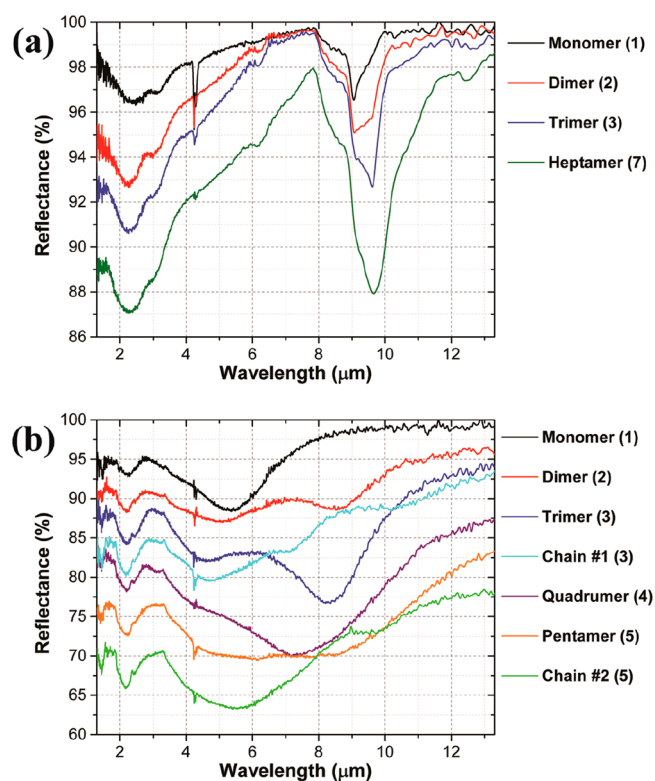 (a)
100
98
96
94
92
90
88
86
Reflectance (%)
2 4 6 8 10 12
Wavelength (μm)
Monomer (1)
Dimer (2)
Trimer (3)
Heptamer (7)
(b)
100
95
90
85
80
75
70
65
60
Reflectance (%)
2 4 6 8 10 12
Wavelength (μm)
Monomer (1)
Dimer (2)
Trimer (3)
Chain #1 (3)
Quadrumer (4)
Pentamer (5)
Chain #2 (5)